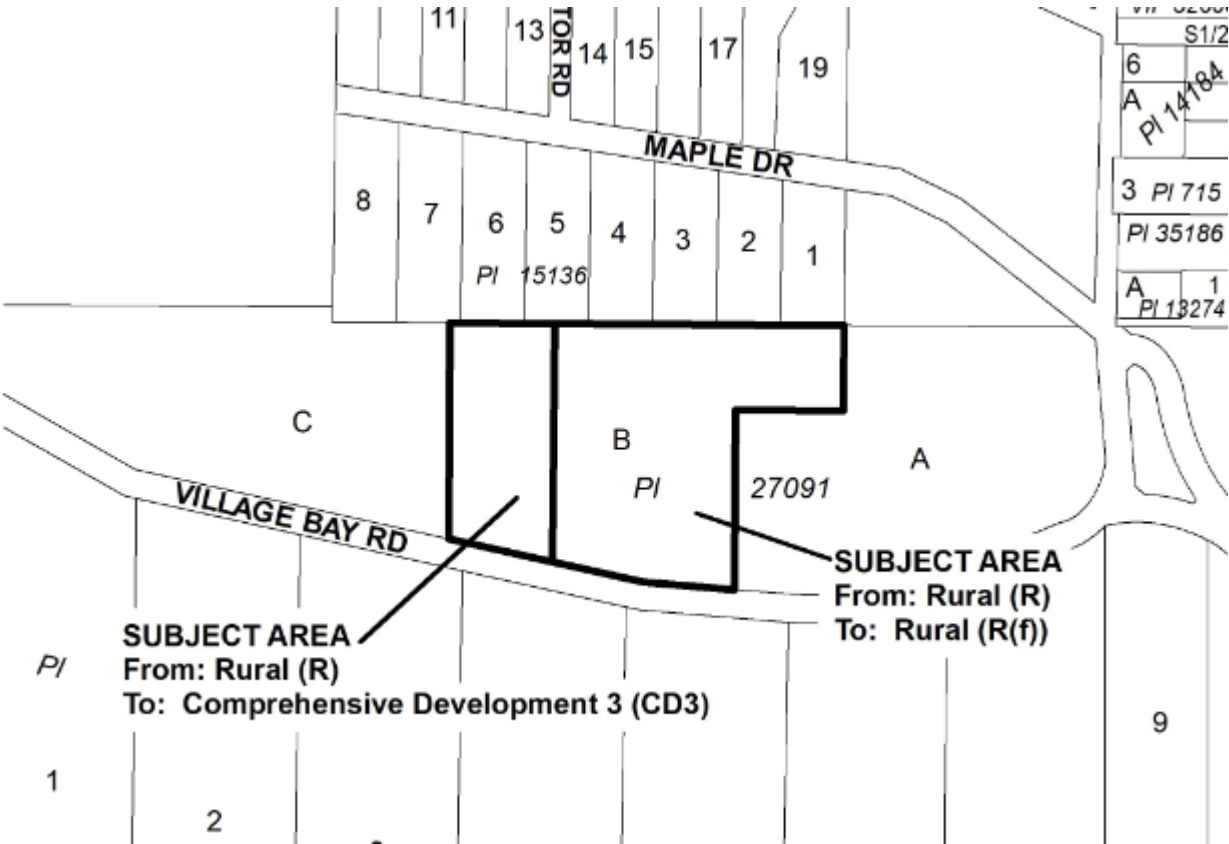 11
13
TOR RD
14
15
17
19
S1/2
6
A
Pl 14184
MAPLE DR
3 Pl 715
8
7
6
5
4
3
2
1
Pl 35186
Pl 15136
A
1
Pl 13274
C
B
A
Pl
27091
VILLAGE BAY RD
SUBJECT AREA
From: Rural (R)
To: Rural (R(f))
SUBJECT AREA
From: Rural (R)
To: Comprehensive Development 3 (CD3)
Pl
9
1
2